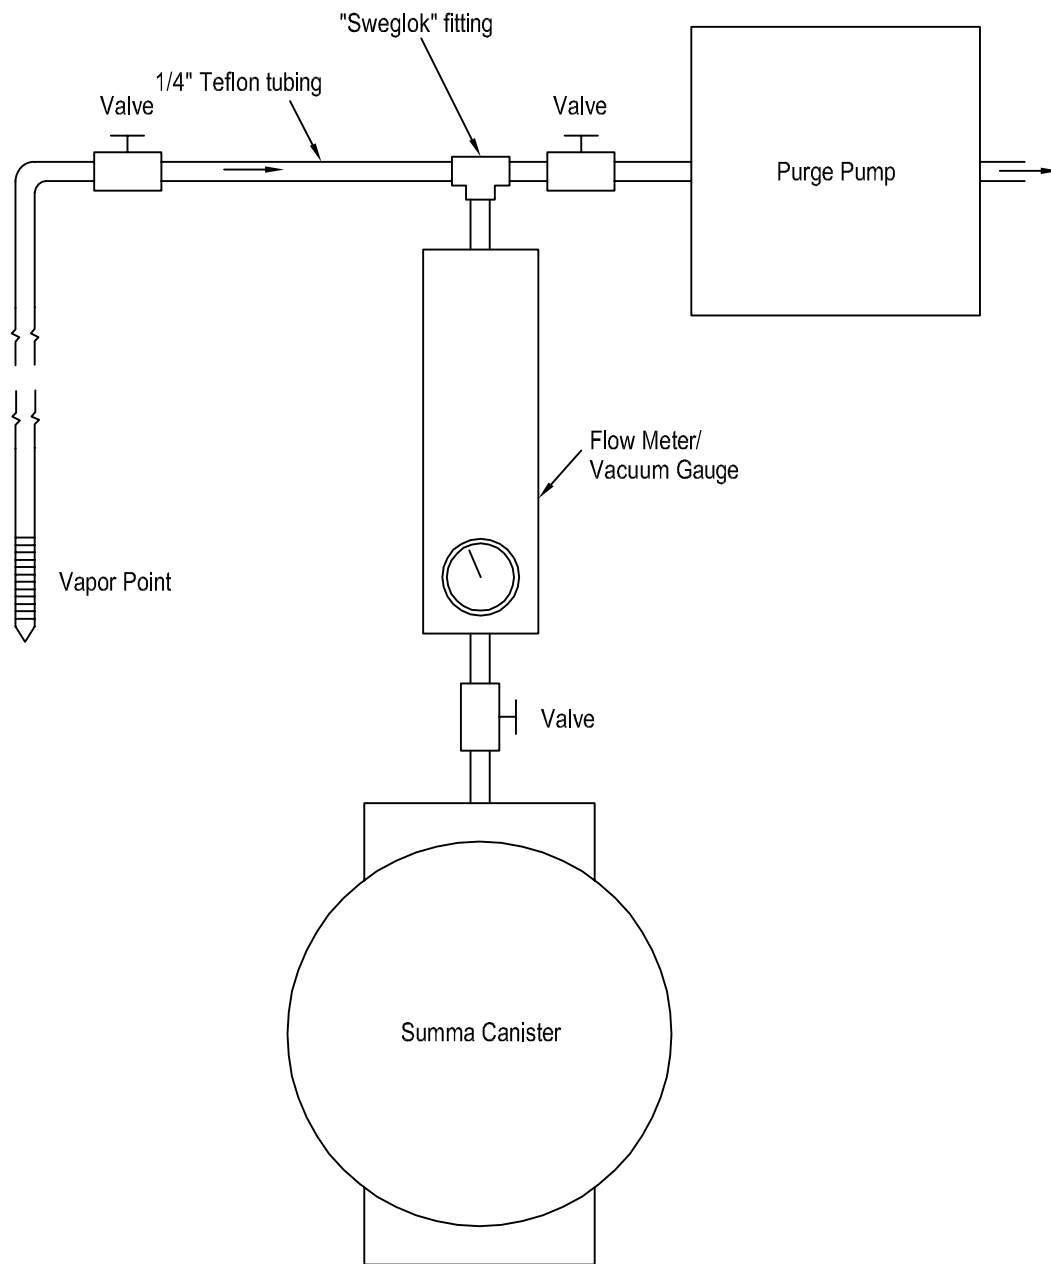 "Sweglok" fitting
1/4" Teflon tubing
Valve
Valve
Purge Pump
Flow Meter/
Vacuum Gauge
Vapor Point
Valve
Summa Canister